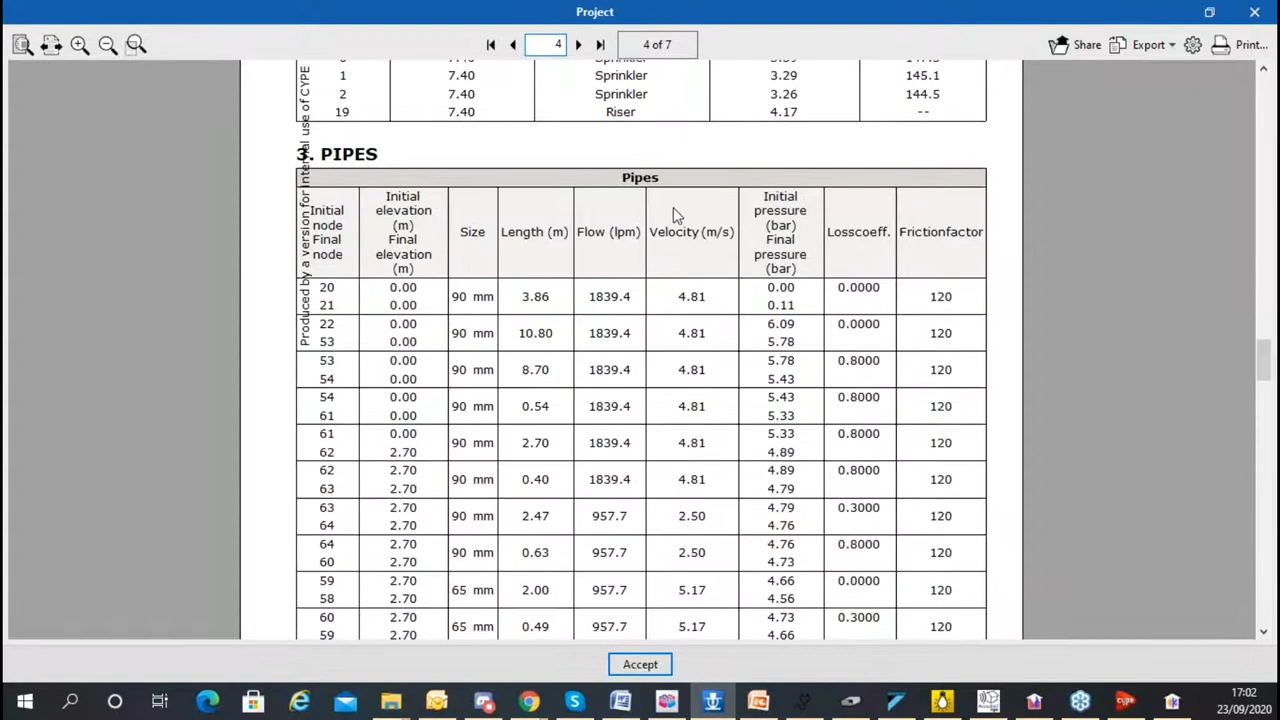 Project
4
4 of 7
Share
Export
Print...
1 7.40 Sprinkler 3.29 145.1
2 7.40 Sprinkler 3.26 144.5
19 7.40 Riser 4.17 --
Produced by a version for internal use of CYPE
3. PIPES
Pipes
Initial node Final node
Initial elevation (m) Final elevation (m)
Size
Length (m)
Flow (lpm)
Velocity (m/s)
Initial pressure (bar) Final pressure (bar)
Losscoeff.
Frictionfactor
20 0.00 90 mm 3.86 1839.4 4.81 0.00 0.0000 120
21 0.00 0.11
22 0.00 90 mm 10.80 1839.4 4.81 6.09 0.0000 120
53 0.00 5.78
53 0.00 90 mm 8.70 1839.4 4.81 5.78 0.8000 120
54 0.00 5.43
54 0.00 90 mm 0.54 1839.4 4.81 5.43 0.8000 120
61 0.00 5.33
61 0.00 90 mm 2.70 1839.4 4.81 5.33 0.8000 120
62 2.70 4.89
62 2.70 90 mm 0.40 1839.4 4.81 4.89 0.8000 120
63 2.70 4.79
63 2.70 90 mm 2.47 957.7 2.50 4.79 0.3000 120
64 2.70 4.76
64 2.70 90 mm 0.63 957.7 2.50 4.76 0.8000 120
60 2.70 4.73
59 2.70 65 mm 2.00 957.7 5.17 4.66 0.0000 120
58 2.70 4.56
60 2.70 65 mm 0.49 957.7 5.17 4.73 0.3000 120
59 2.70 4.66
Accept
17:02
23/09/2020